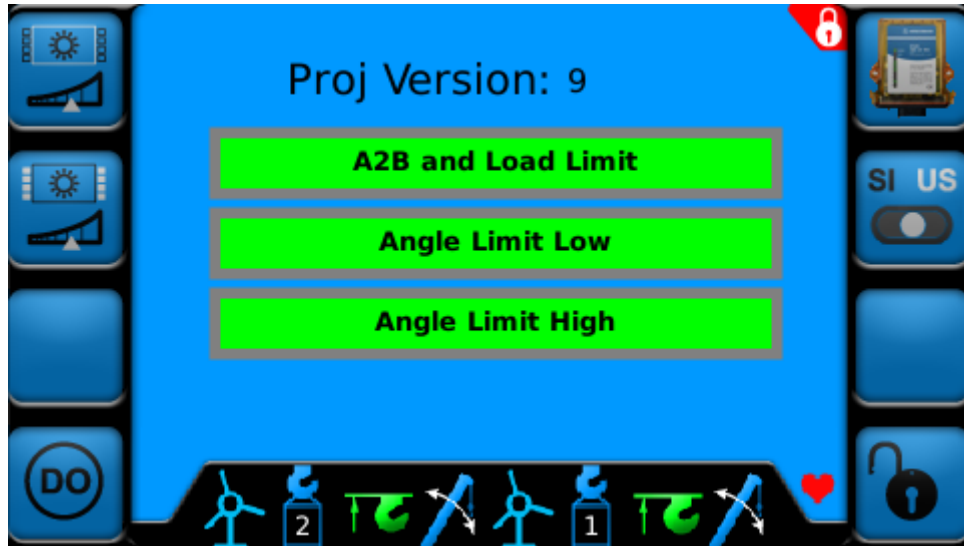 Proj Version: 9
A2B and Load Limit
SI US
Angle Limit Low
Angle Limit High
DO
2
1